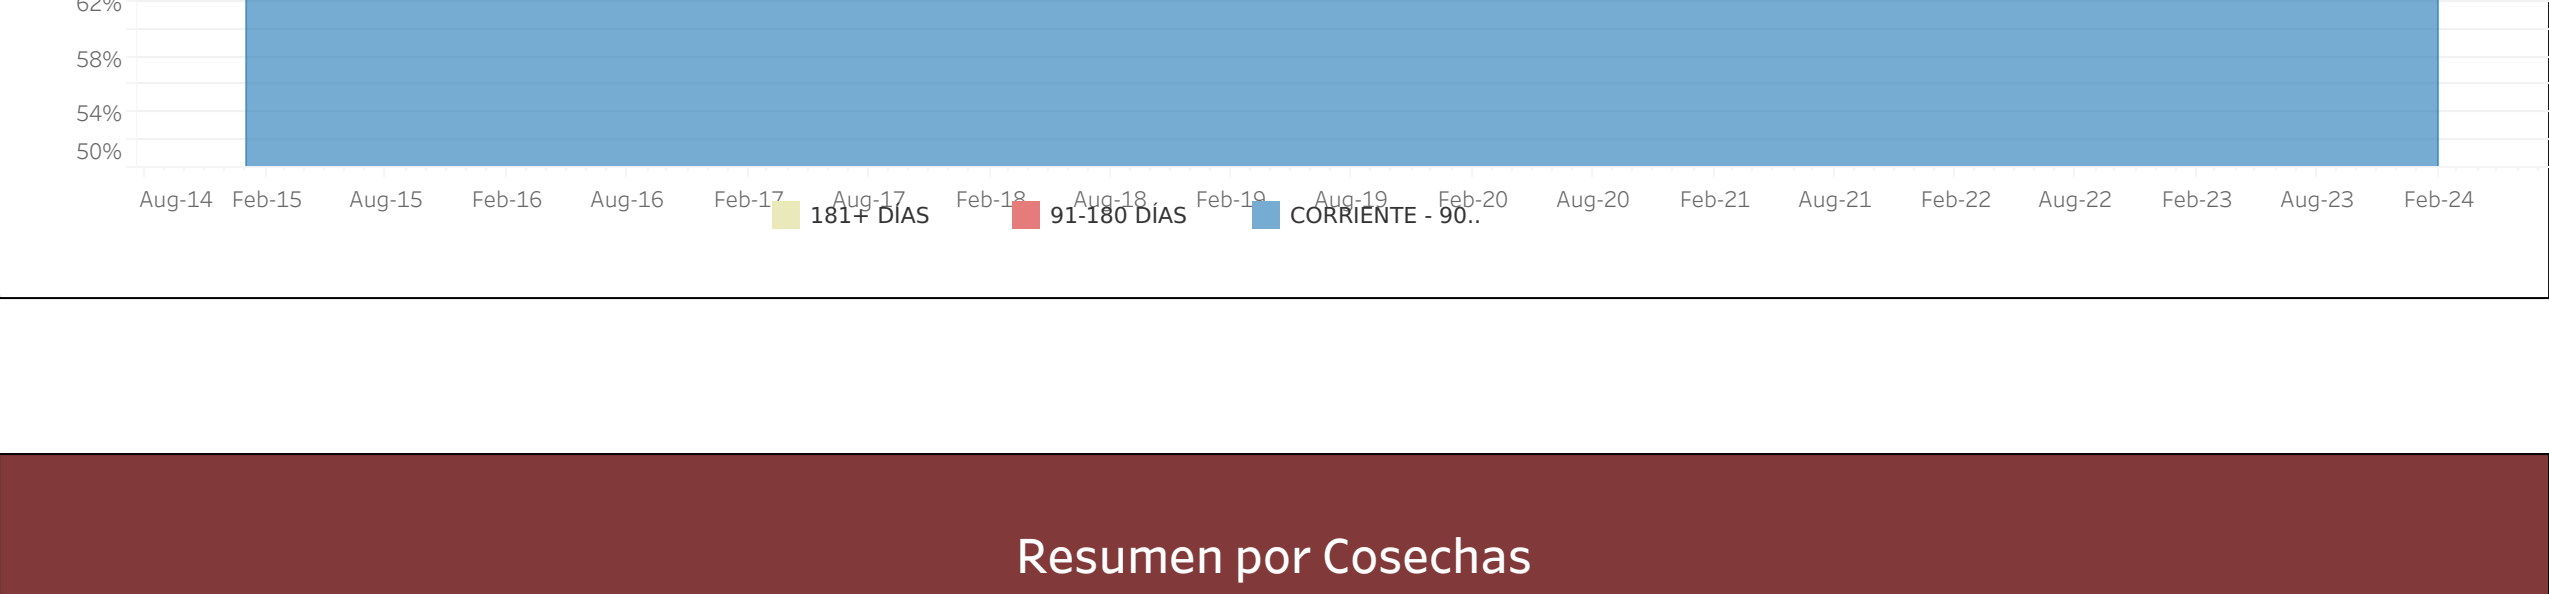 62%
58%
54%
50%
Aug-14 Feb-15 Aug-15 Feb-16 Aug-16 Feb-17 Aug-17 Feb-18 Aug-18 Feb-19 Aug-19 Feb-20 Aug-20 Feb-21 Aug-21 Feb-22 Aug-22 Feb-23 Aug-23 Feb-24
181+ DÍAS 91-180 DÍAS CORRIENTE - 90..
Resumen por Cosechas